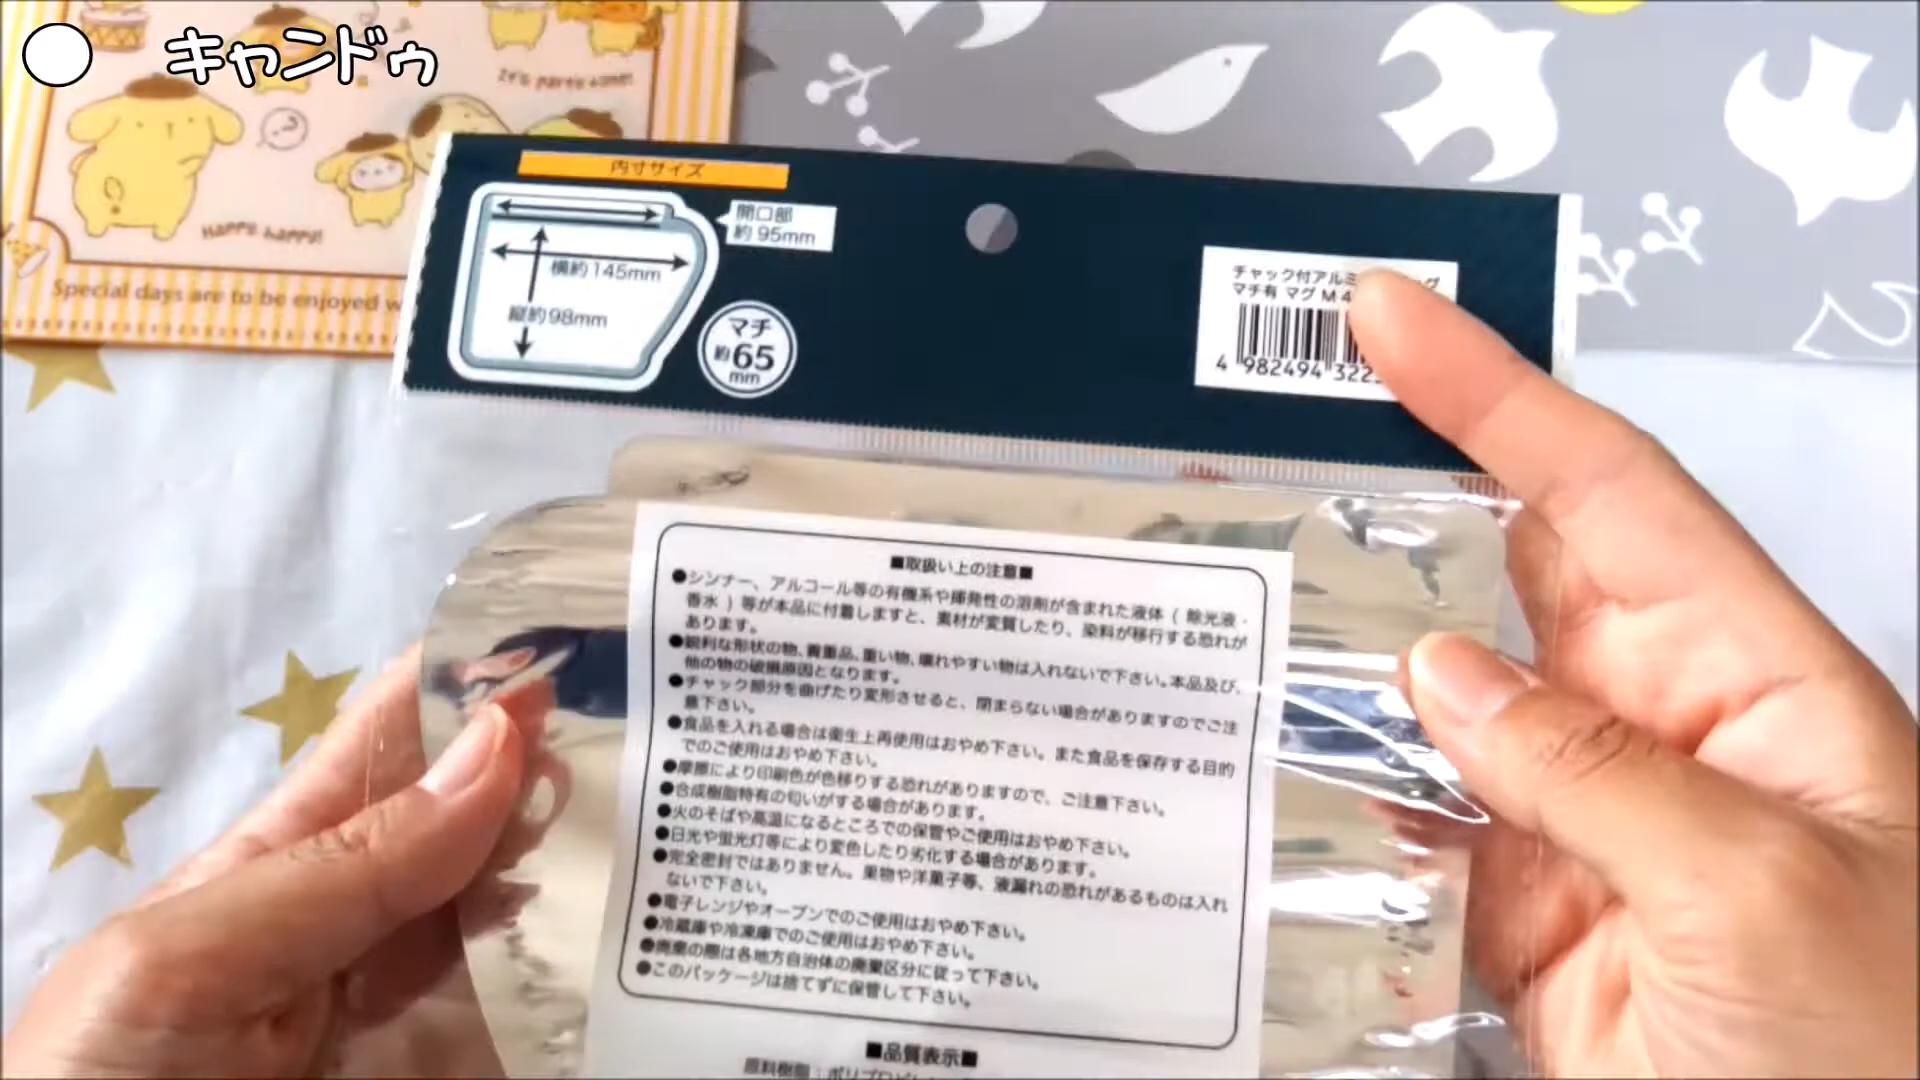 キャンドゥ
It's party time!
Happy happy!
Special days are to be enjoyed w
内寸サイズ
開口部
約95mm
横約145mm
縦約98mm
マチ
約65
mm
チャック付アルミ
マチ有 マグ M 4
4 982494 322
■取扱い上の注意■
●シンナー、アルコール等の有機系や揮発性の溶剤が含まれた液体(除光液・
香水)等が本品に付着しますと、素材が変質したり、染料が移行する恐れが
あります。
●鋭利な形状の物、貴重品、重い物、壊れやすい物は入れないで下さい。本品及び、
他の物の破損原因となります。
●チャック部分を曲げたり変形させると、閉まらない場合がありますのでご注
意下さい。
●食品を入れる場合は衛生上再使用はおやめ下さい。また食品を保存する目的
でのご使用はおやめ下さい。
●摩擦により印刷色が色移りする恐れがありますので、ご注意下さい。
●合成樹脂特有の匂いがする場合があります。
●火のそばや高温になるところでの保管やご使用はおやめ下さい。
●日光や蛍光灯等により変色したり劣化する場合があります。
●完全密封ではありません。果物や洋菓子等、液漏れの恐れがあるものは入れ
ないで下さい。
●電子レンジやオーブンでのご使用はおやめ下さい。
●冷蔵庫や冷凍庫でのご使用はおやめ下さい。
●廃棄の際は各地方自治体の廃棄区分に従って下さい。
●このパッケージは捨てずに保管して下さい。
■品質表示■
原料樹脂：ポリプロピレ